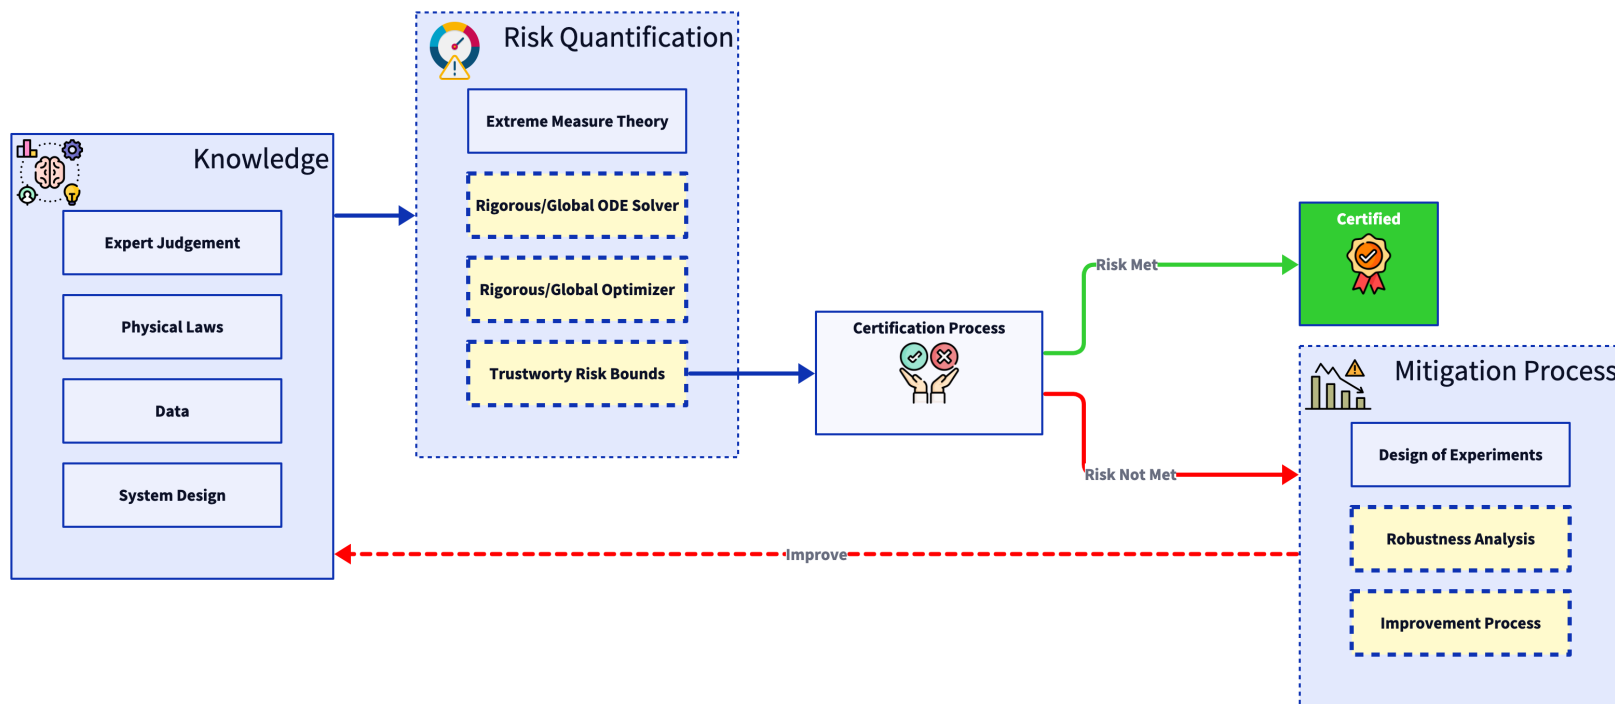 Knowledge
Expert Judgement
Physical Laws
Data
System Design
Risk Quantification
Extreme Measure Theory
Rigorous/Global ODE Solver
Rigorous/Global Optimizer
Trustworty Risk Bounds
Certification Process
Risk Met
Risk Not Met
Improve
Certified
Mitigation Process
Design of Experiments
Robustness Analysis
Improvement Process